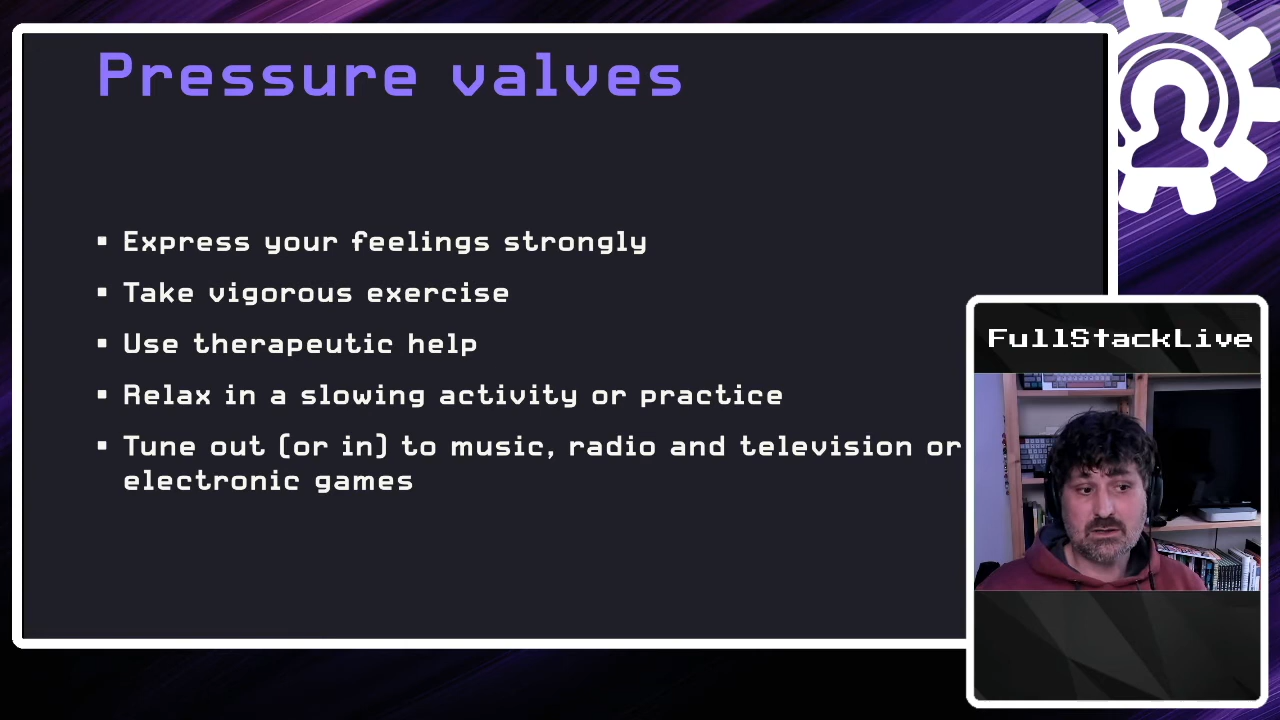 Pressure valves
▪ Express your feelings strongly
▪ Take vigorous exercise
▪ Use therapeutic help
▪ Relax in a slowing activity or practice
▪ Tune out (or in) to music, radio and television or
electronic games
FullStackLive